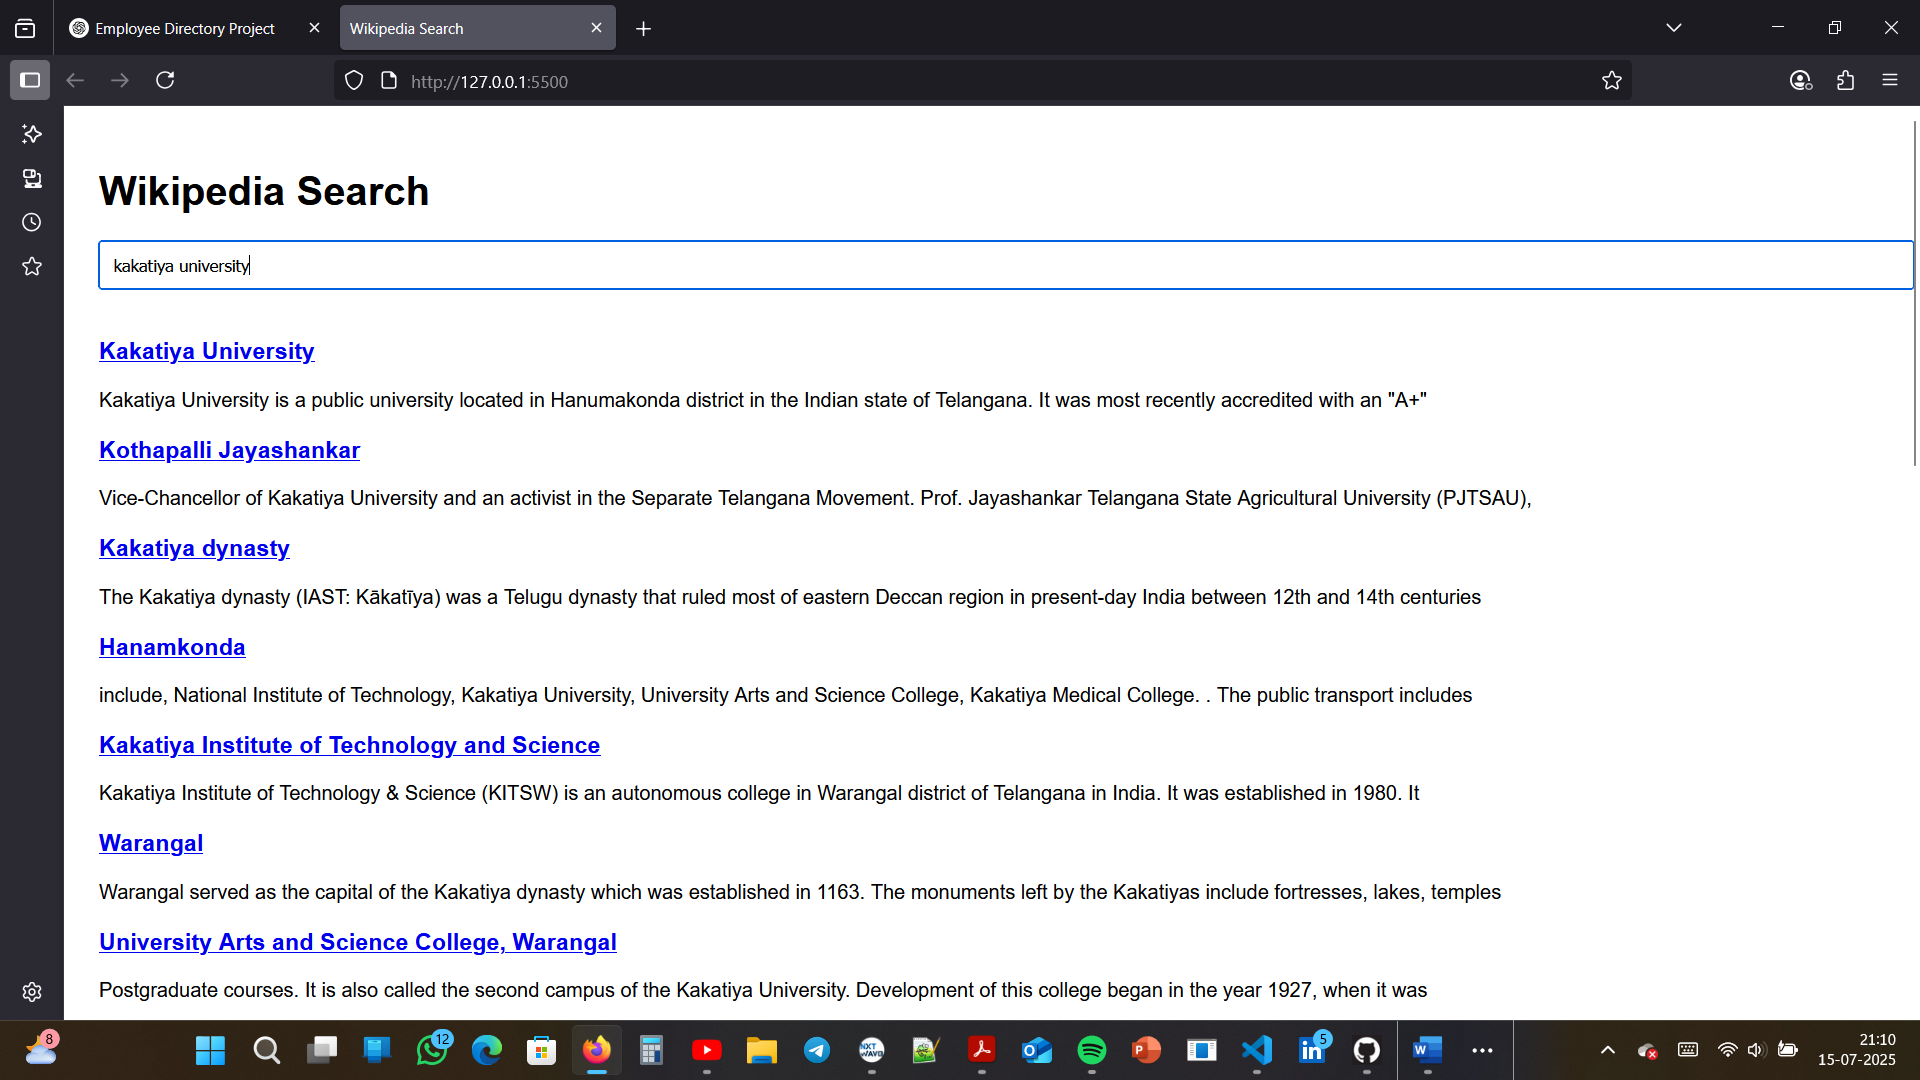 Employee Directory Project
Wikipedia Search
http://127.0.0.1:5500
Wikipedia Search
kakatiya university
Kakatiya University
Kakatiya University is a public university located in Hanumakonda district in the Indian state of Telangana. It was most recently accredited with an "A+"
Kothapalli Jayashankar
Vice-Chancellor of Kakatiya University and an activist in the Separate Telangana Movement. Prof. Jayashankar Telangana State Agricultural University (PJTSAU),
Kakatiya dynasty
The Kakatiya dynasty (IAST: Kākatīya) was a Telugu dynasty that ruled most of eastern Deccan region in present-day India between 12th and 14th centuries
Hanamkonda
include, National Institute of Technology, Kakatiya University, University Arts and Science College, Kakatiya Medical College. . The public transport includes
Kakatiya Institute of Technology and Science
Kakatiya Institute of Technology & Science (KITSW) is an autonomous college in Warangal district of Telangana in India. It was established in 1980. It
Warangal
Warangal served as the capital of the Kakatiya dynasty which was established in 1163. The monuments left by the Kakatiyas include fortresses, lakes, temples
University Arts and Science College, Warangal
Postgraduate courses. It is also called the second campus of the Kakatiya University. Development of this college began in the year 1927, when it was
8
12
NXT WAVE
5
21:10
15-07-2025